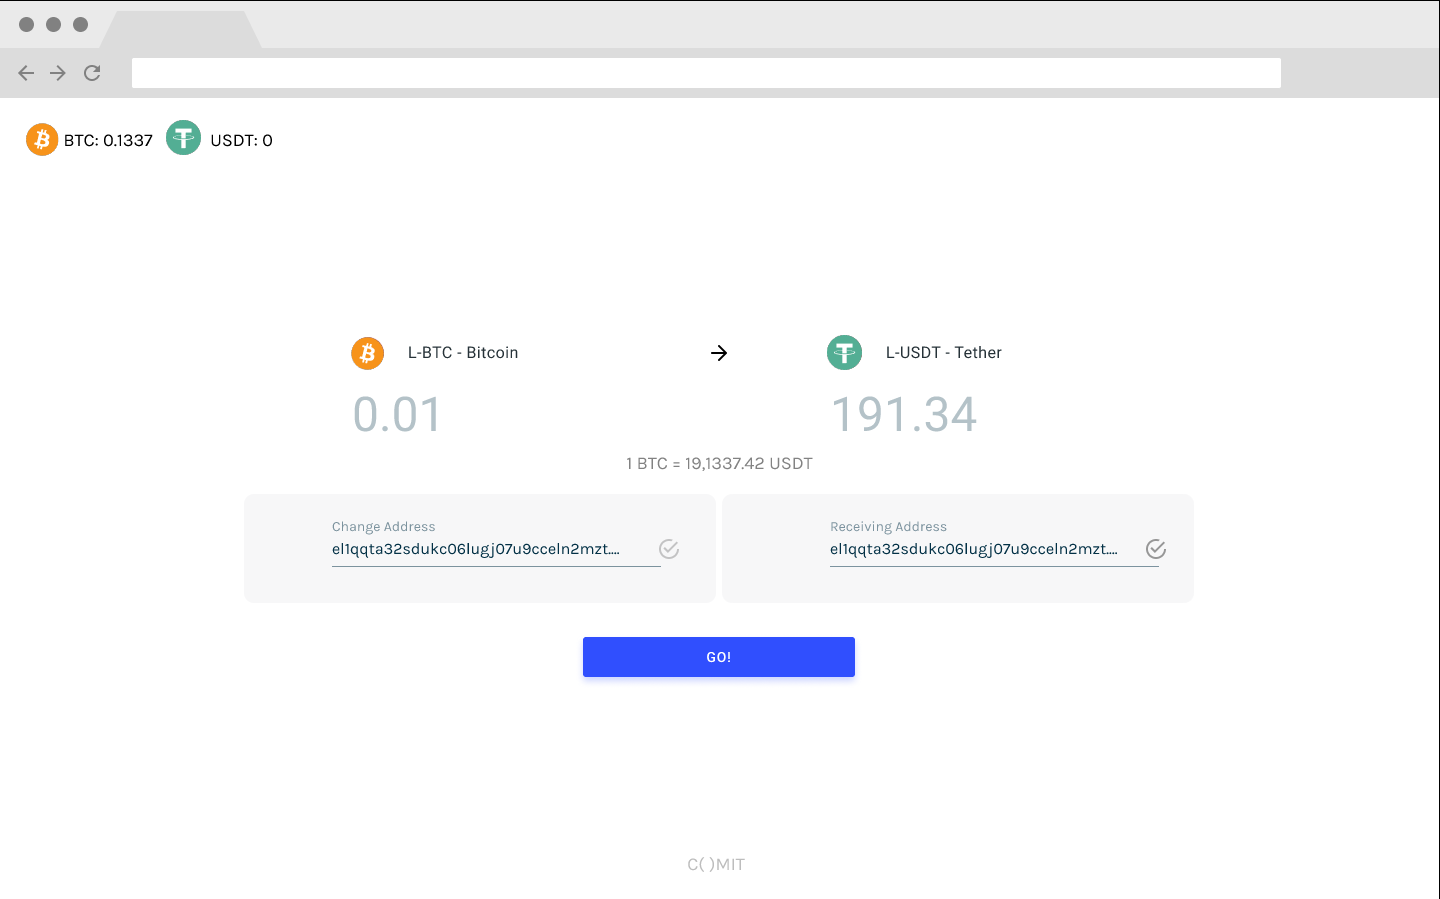 BTC: 0.1337 USDT: 0
L-BTC - Bitcoin L-USDT - Tether
0.01 191.34
1 BTC = 19,1337.42 USDT
Change Address Receiving Address
el1qqta32sdukc06lugj07u9cceln2mzt.... el1qqta32sdukc06lugj07u9cceln2mzt....
GO!
C( )MIT